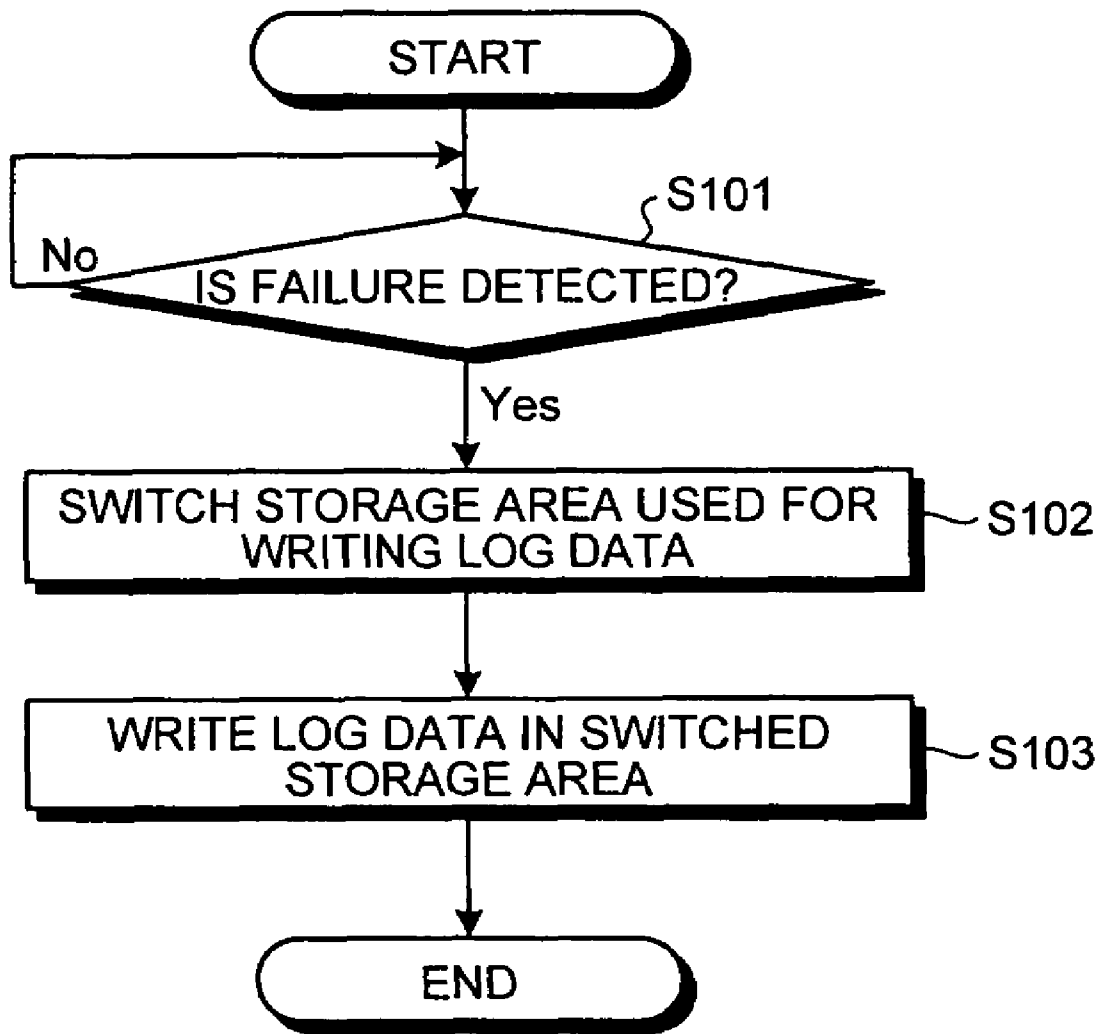 START
S101
No
IS FAILURE DETECTED?
Yes
SWITCH STORAGE AREA USED FOR
WRITING LOG DATA
S102
WRITE LOG DATA IN SWITCHED
STORAGE AREA
S103
END